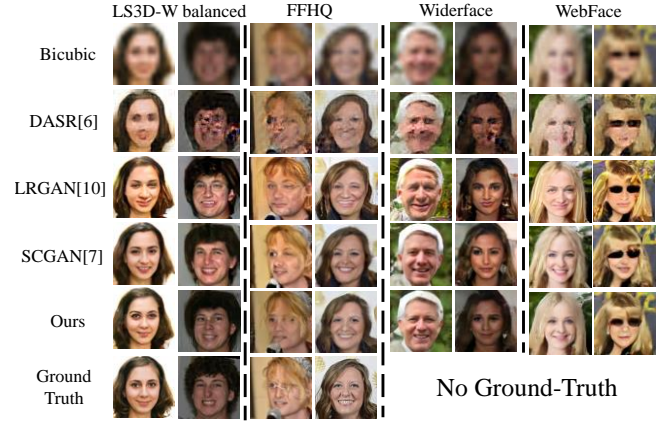 LS3D-W balanced FFHQ Widerface WebFace
Bicubic
DASR[6]
LRGAN[10]
SCGAN[7]
Ours
Ground
Truth
No Ground-Truth